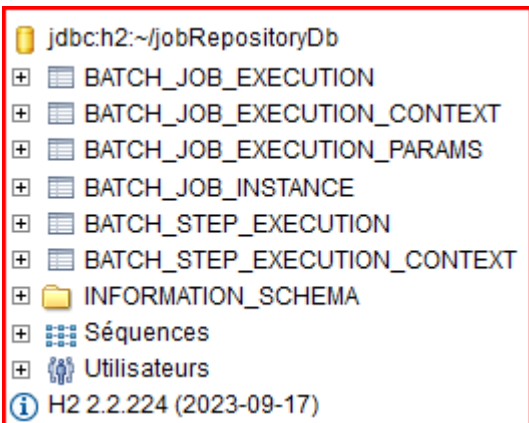 jdbc:h2:~/jobRepositoryDb
BATCH_JOB_EXECUTION
BATCH_JOB_EXECUTION_CONTEXT
BATCH_JOB_EXECUTION_PARAMS
BATCH_JOB_INSTANCE
BATCH_STEP_EXECUTION
BATCH_STEP_EXECUTION_CONTEXT
INFORMATION_SCHEMA
Séquences
Utilisateurs
H2 2.2.224 (2023-09-17)